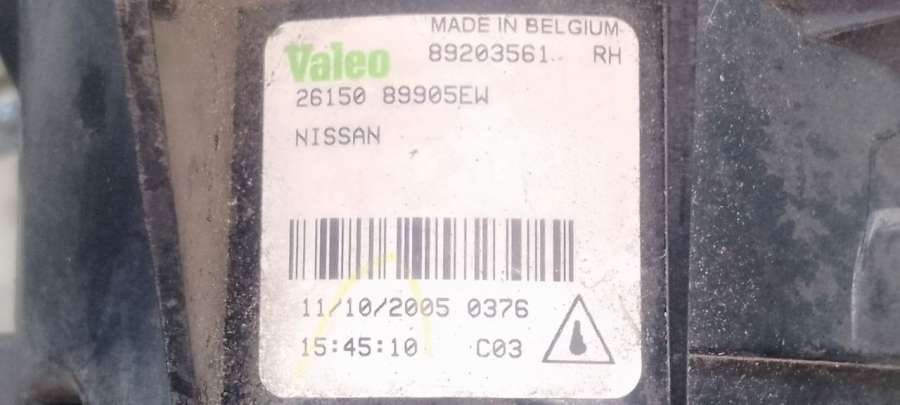 MADE IN BELGIUM
Valeo 89203561 RH
26150 89905EW
NISSAN
11/10/2005 0376
15:45:10 C03